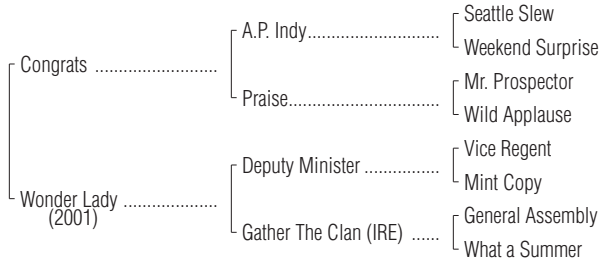 Seattle Slew
A.P. Indy..............................
Weekend Surprise
Congrats ........................
Mr. Prospector
Praise..................................
Wild Applause
Vice Regent
Deputy Minister .................
Mint Copy
Wonder Lady ...................
(2001)
General Assembly
Gather The Clan (IRE) ......
What a Summer